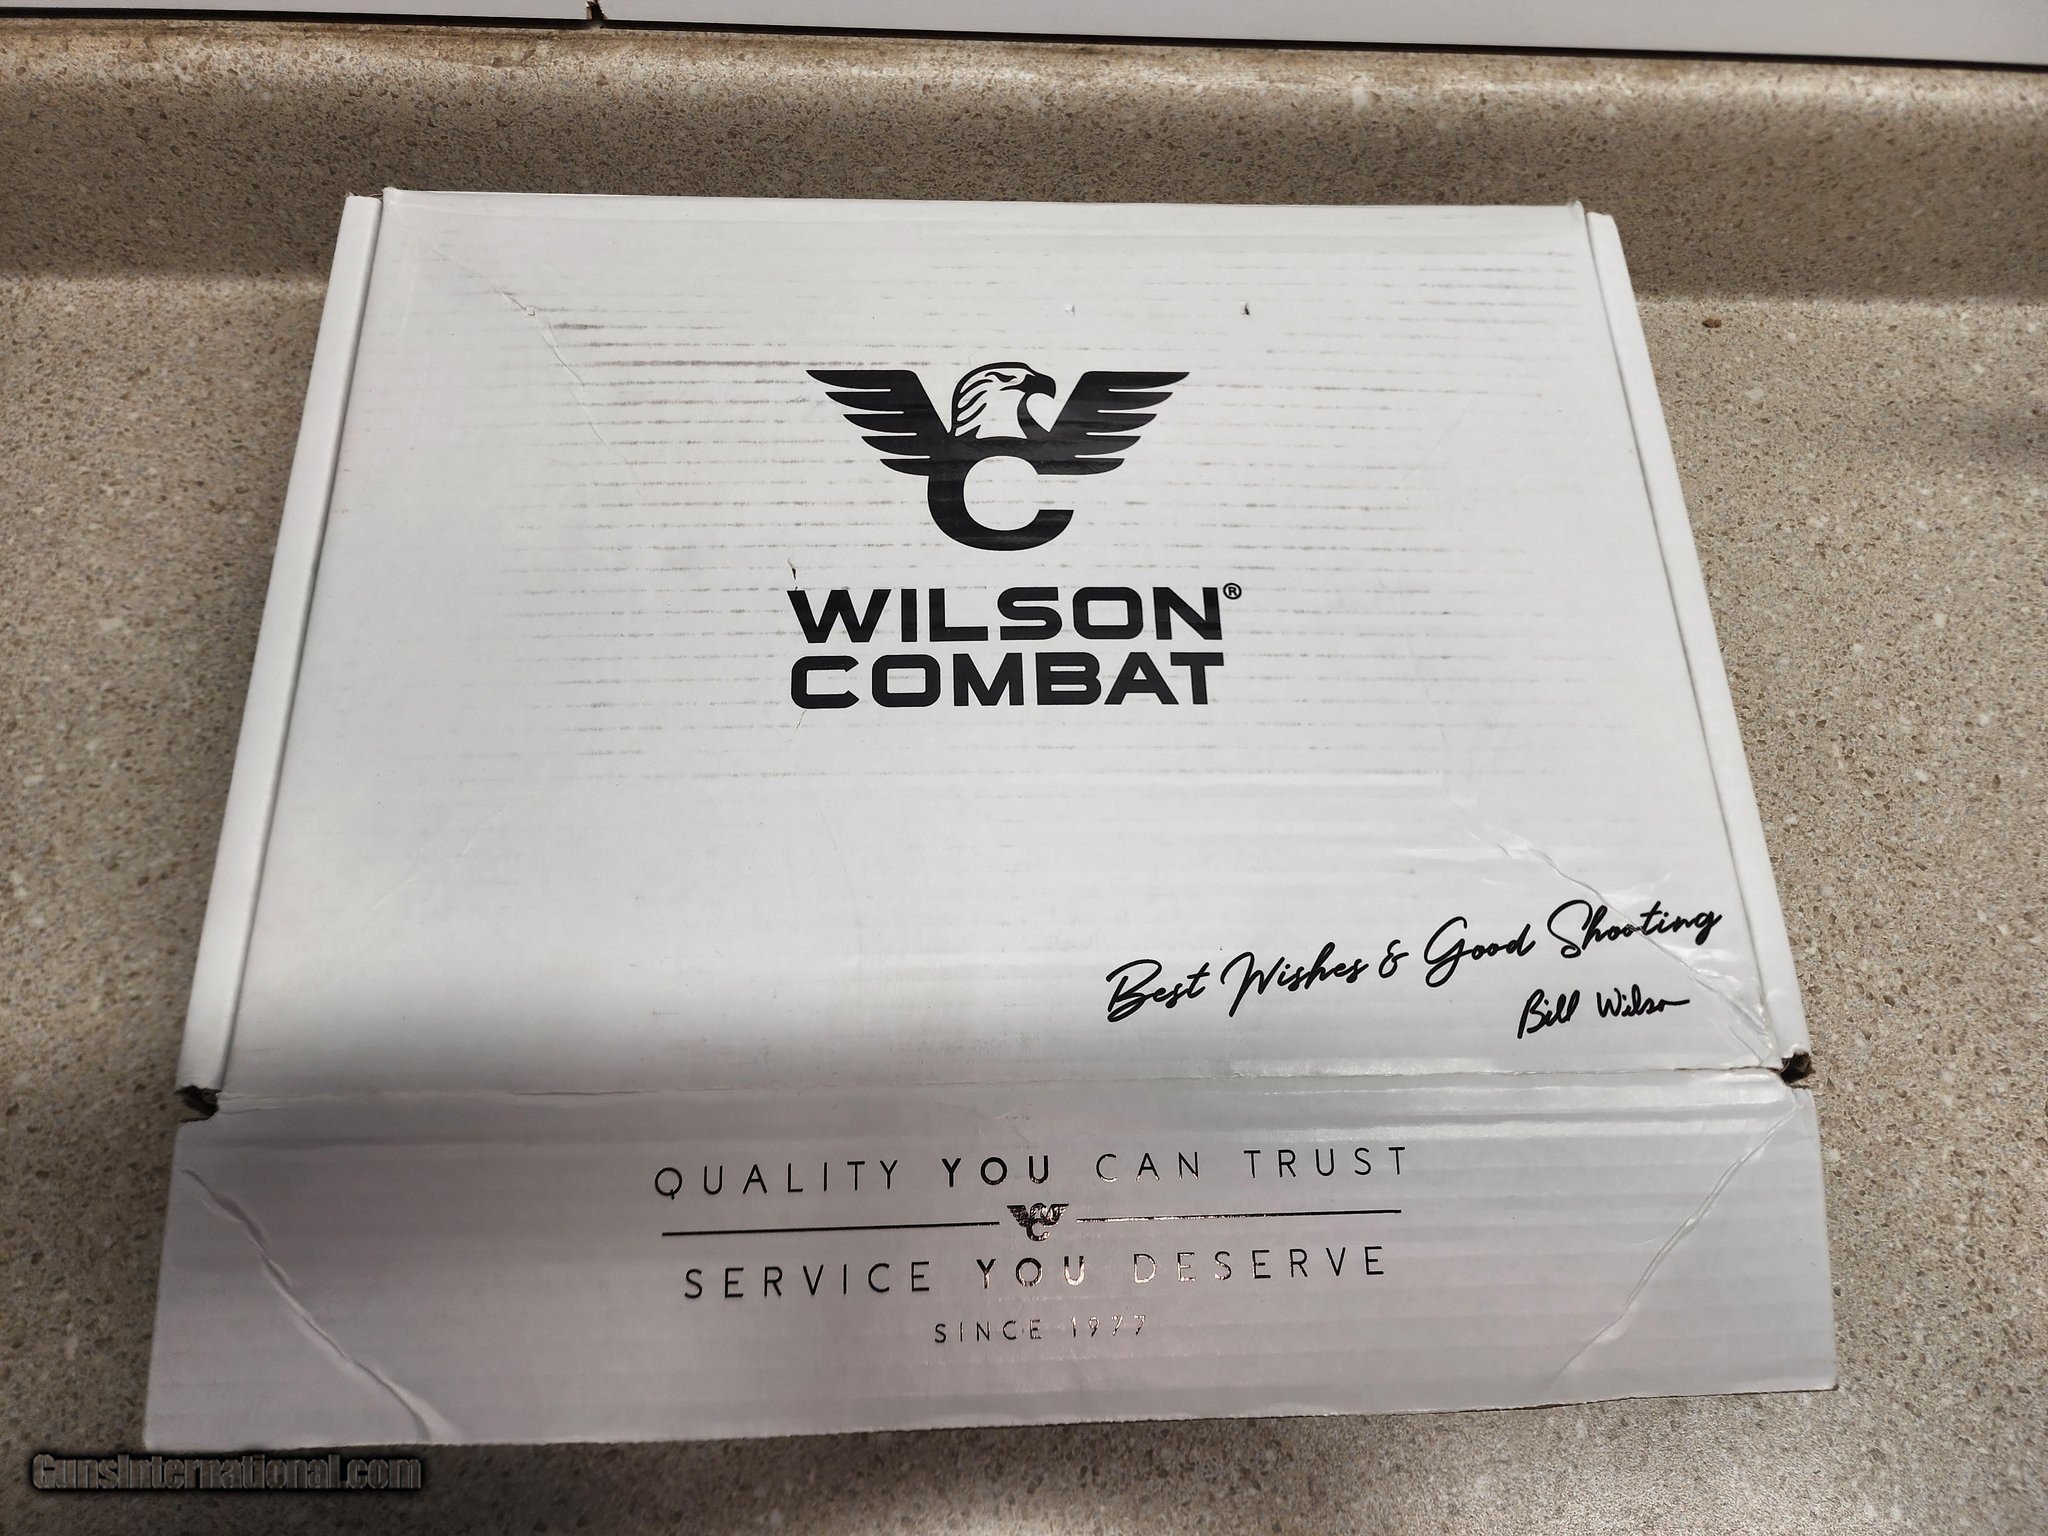 WILSON®
COMBAT
Best Wishes & Good Shooting
Bill Wilson
QUALITY YOU CAN TRUST
SERVICE YOU DESERVE
SINCE 1977
GunsInternational.com